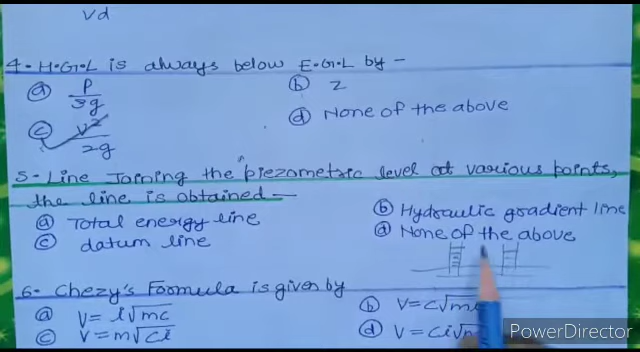 Vd
4- H.G.L is always below E.G.L by -
(a) P/ρg (b) Z
(c) V²/2g (d) None of the above
5- Line Joining the piezometric level at various points,
the line is obtained -
(a) Total energy line (b) Hydraulic gradient line
(c) datum line (d) None of the above
6- Chezy's Foormula is given by
(a) V= i√mc (b) V=c√m
(c) V= m√ci (d) V= ci√m
PowerDirector